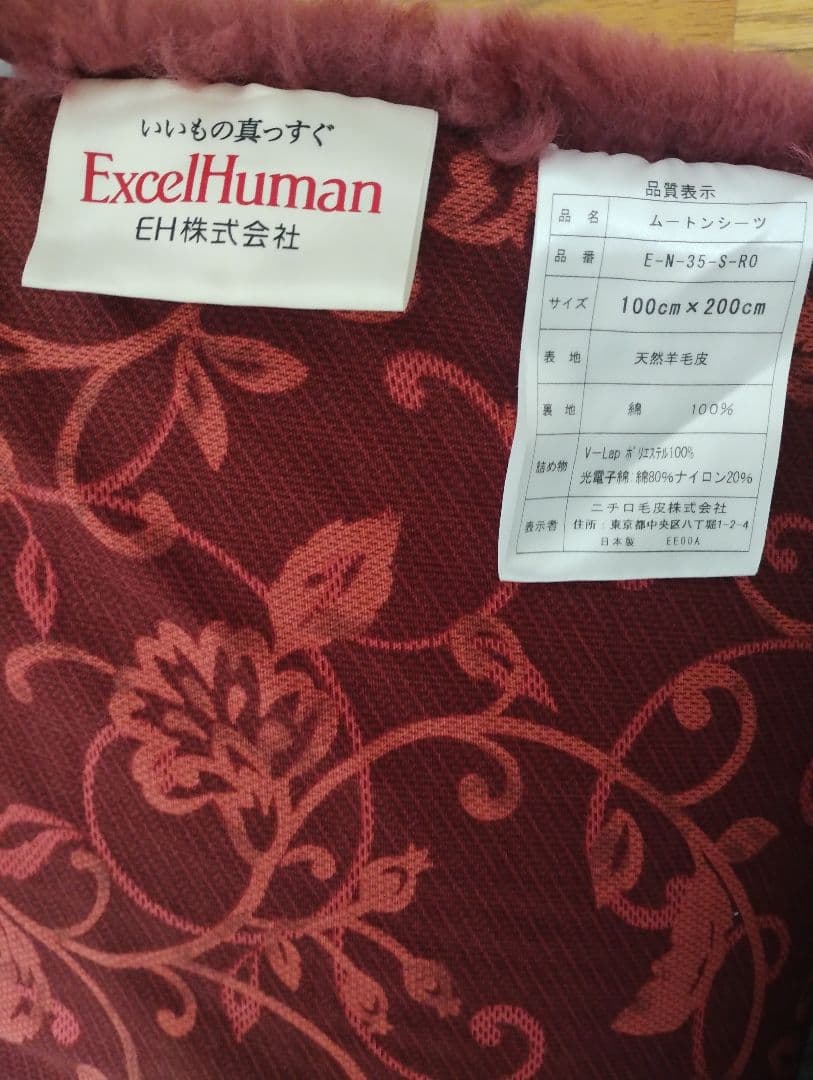 いいもの真っすぐ
ExcelHuman
EH株式会社
品質表示
品名 ムートンシーツ
品番 E-N-35-S-RO
サイズ 100cm×200cm
表地 天然羊毛皮
裏地 綿 100%
詰め物 V-Lap ポリエステル100%
光電子綿:綿80%ナイロン20%
表示者 ニチロ毛皮株式会社
住所:東京都中央区八丁堀1-2-4
日本製 EE00A